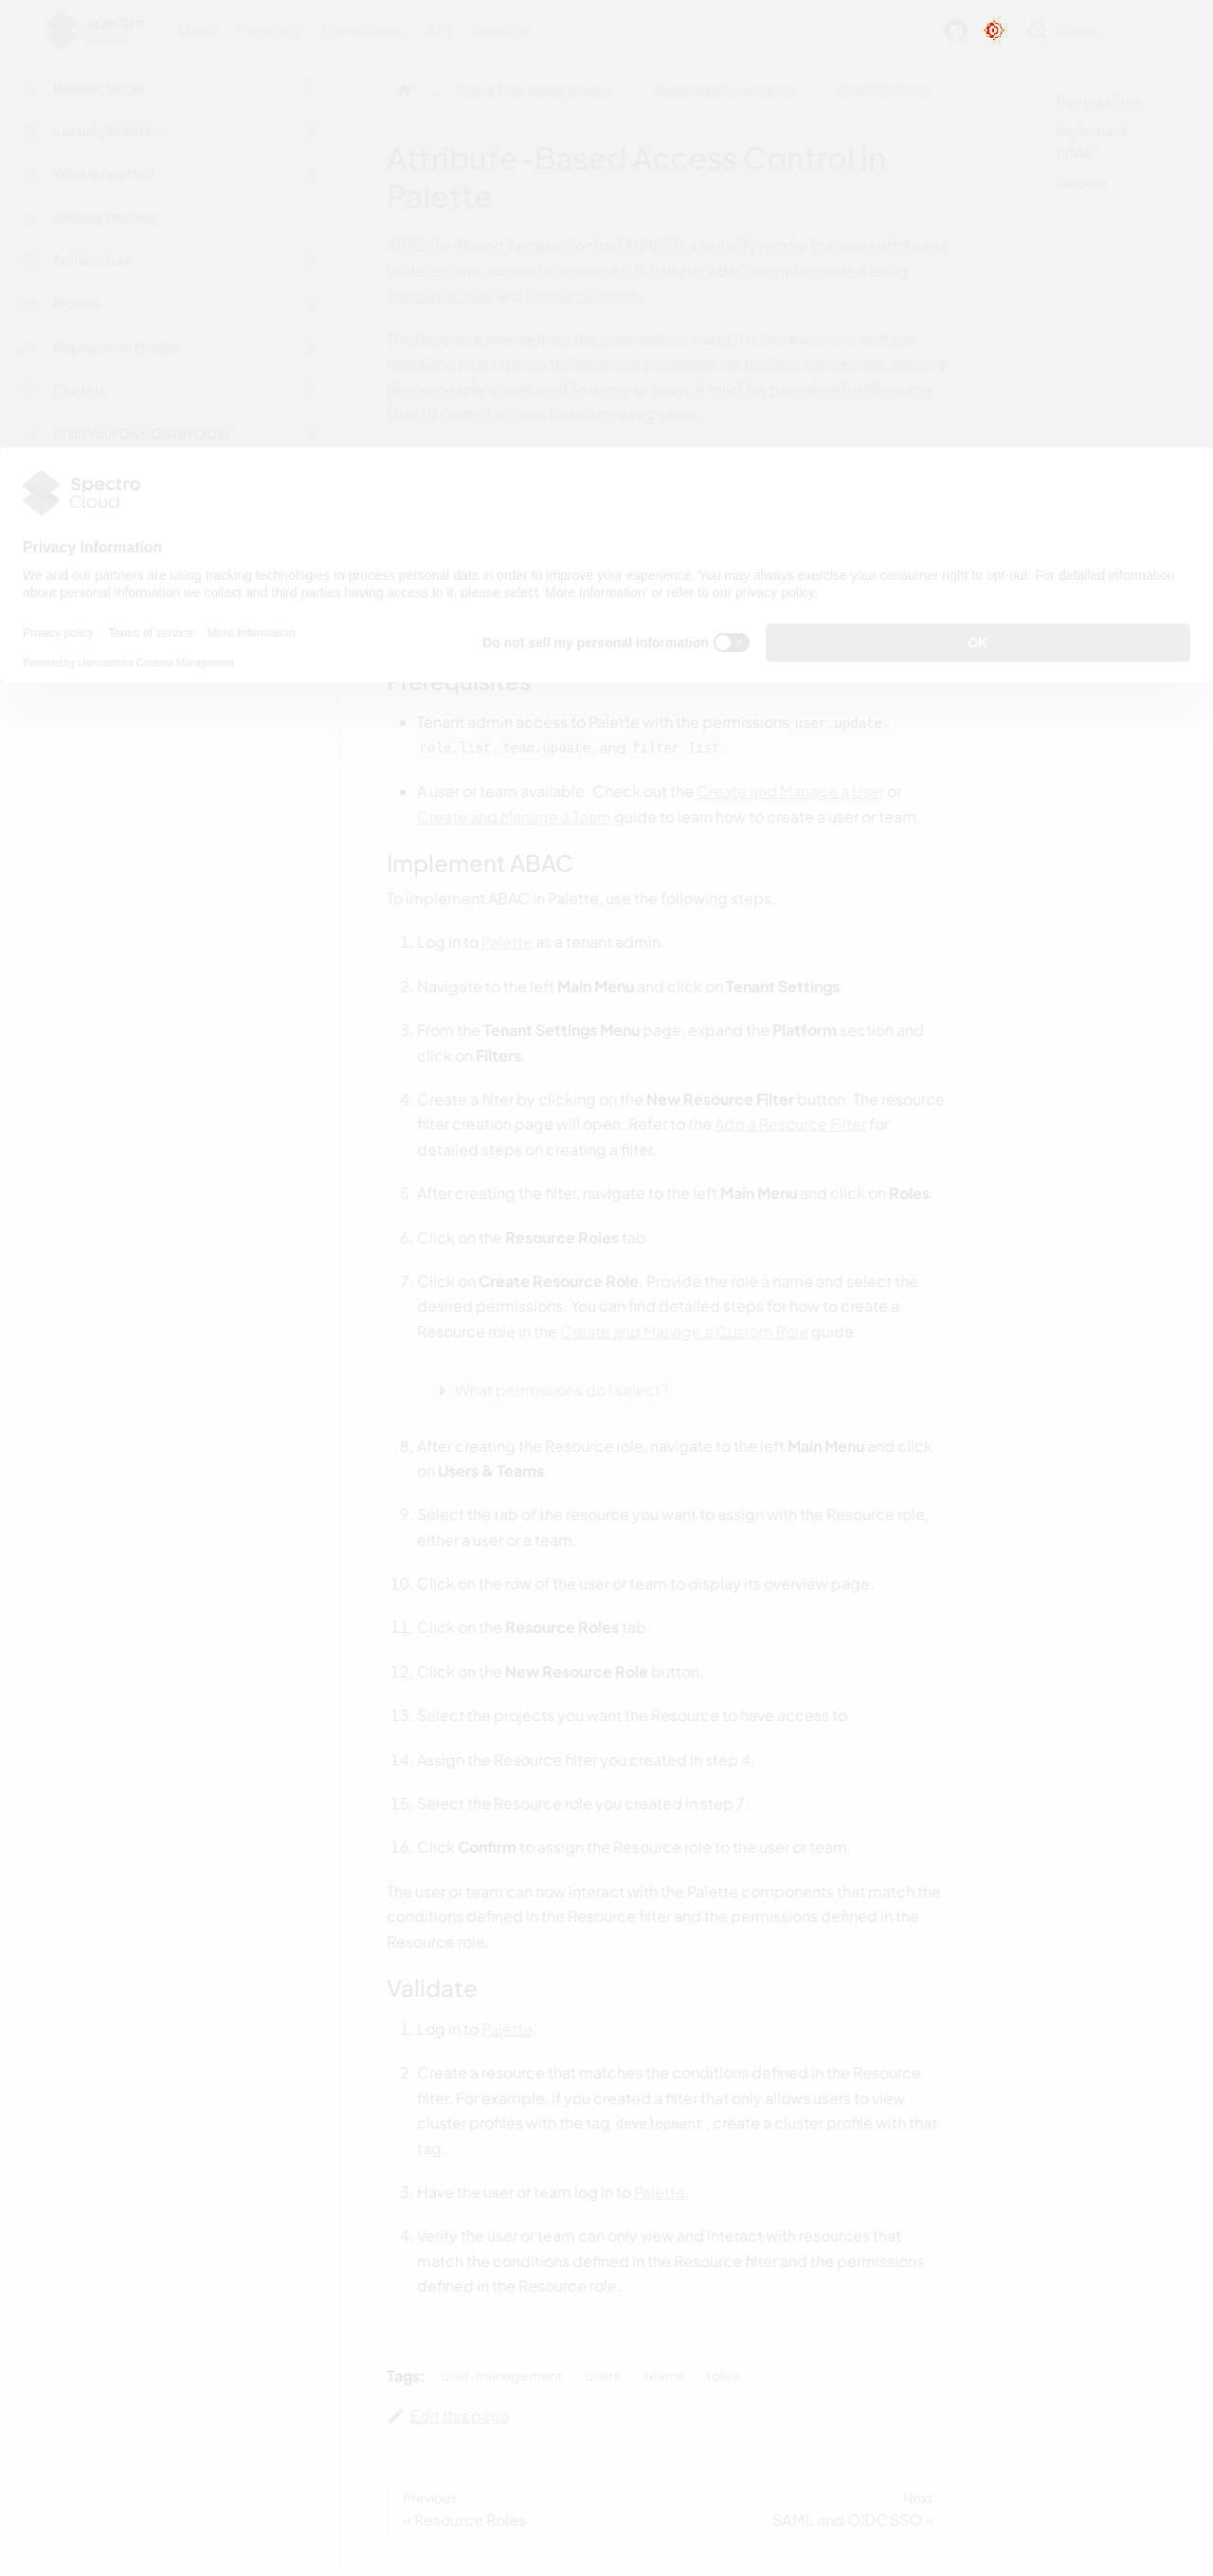 Spectro
Cloud
Docs Tutorials Downloads API
Search
Release Notes
Security Bulletins
What is Palette?
Getting Started
Architecture
Profiles
Deployment Modes
Clusters
Bring Your Own OS (BYOOS)
User & Role Management
Roles and Permissions
Attribute-Based Access Control in
Palette
Attribute-Based Access Control (ABAC) is a security model that uses attributes
to determine access to resources. In Palette, ABAC is implemented using
Resource roles and Resource filters.
The Resource role defines the permissions a user has on resources, and the
Resource filters define the scope of the resources the user can access. When a
Resource role is assigned to a user or team, it must be paired with a Resource
filter to control access based on a tag value.
Prerequisites
Implement
ABAC
Validate
Spectro
Cloud
Privacy Information
We and our partners are using tracking technologies to process personal data in order to improve your experience. You may always exercise your consumer right to opt-out. For detailed information
about personal information we collect and third parties having access to it, please select 'More Information' or refer to our privacy policy.
Privacy policy Terms of service More Information
Powered by Usercentrics Consent Management
Do not sell my personal information
OK
Prerequisites
• Tenant admin access to Palette with the permissions user.update,
role.list, team.update, and filter.list.
• A user or team available. Check out the Create and Manage a User or
Create and Manage a Team guide to learn how to create a user or team.
Implement ABAC
To implement ABAC in Palette, use the following steps.
1. Log in to Palette as a tenant admin.
2. Navigate to the left Main Menu and click on Tenant Settings.
3. From the Tenant Settings Menu page, expand the Platform section and
click on Filters.
4. Create a filter by clicking on the New Resource Filter button. The resource
filter creation page will open. Refer to the Add a Resource Filter for
detailed steps on creating a filter.
5. After creating the filter, navigate to the left Main Menu and click on Roles.
6. Click on the Resource Roles tab.
7. Click on Create Resource Role. Provide the role a name and select the
desired permissions. You can find detailed steps for how to create a
Resource role in the Create and Manage a Custom Role guide.
What permissions do I select?
8. After creating the Resource role, navigate to the left Main Menu and click
on Users & Teams.
9. Select the tab of the resource you want to assign with the Resource role,
either a user or a team.
10. Click on the row of the user or team to display its overview page.
11. Click on the Resource Roles tab.
12. Click on the New Resource Role button.
13. Select the projects you want the Resource to have access to.
14. Assign the Resource filter you created in step 4.
15. Select the Resource role you created in step 7.
16. Click Confirm to assign the Resource role to the user or team.
The user or team can now interact with the Palette components that match the
conditions defined in the Resource filter and the permissions defined in the
Resource role.
Validate
1. Log in to Palette.
2. Create a resource that matches the conditions defined in the Resource
filter. For example, if you created a filter that only allows users to view
cluster profiles with the tag development, create a cluster profile with that
tag.
3. Have the user or team log in to Palette.
4. Verify the user or team can only view and interact with resources that
match the conditions defined in the Resource filter and the permissions
defined in the Resource role.
Tags: user-management users teams roles
Edit this page
Previous
« Resource Roles
Next
SAML and OIDC SSO »